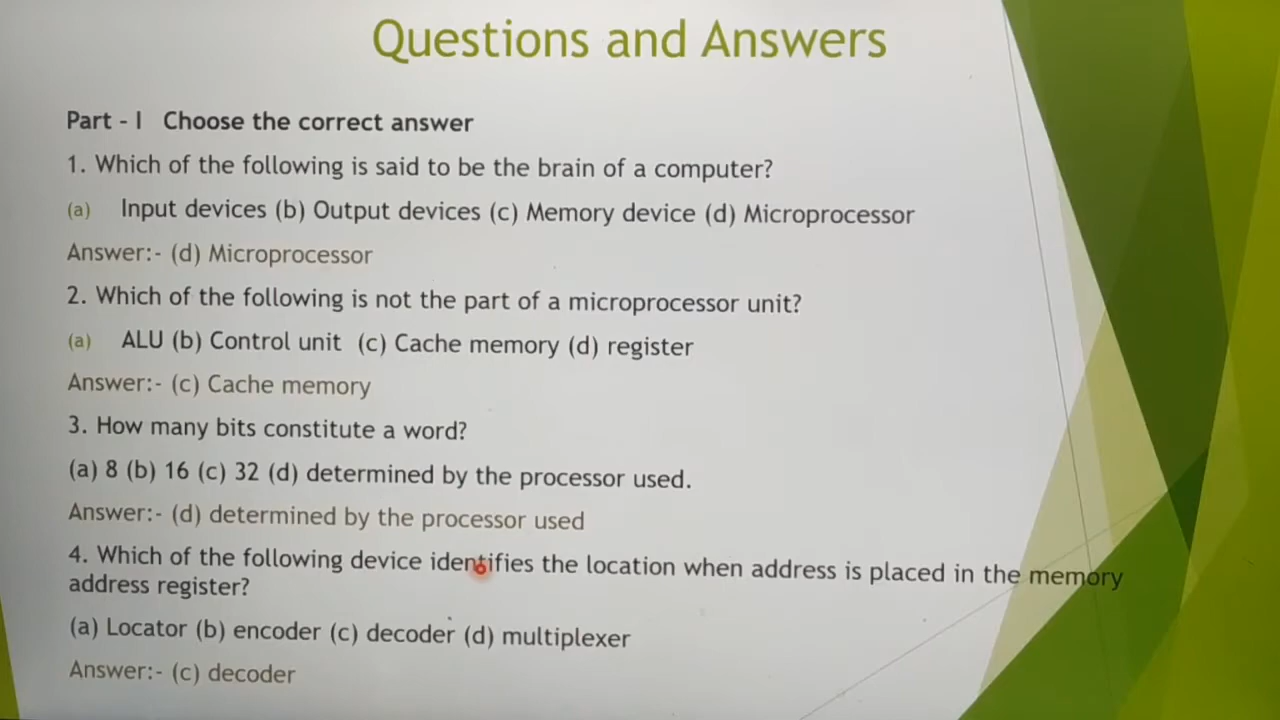 Questions and Answers
Part - I Choose the correct answer
1. Which of the following is said to be the brain of a computer?
(a) Input devices (b) Output devices (c) Memory device (d) Microprocessor
Answer:- (d) Microprocessor
2. Which of the following is not the part of a microprocessor unit?
(a) ALU (b) Control unit (c) Cache memory (d) register
Answer:- (c) Cache memory
3. How many bits constitute a word?
(a) 8 (b) 16 (c) 32 (d) determined by the processor used.
Answer:- (d) determined by the processor used
4. Which of the following device identifies the location when address is placed in the memory
address register?
(a) Locator (b) encoder (c) decoder (d) multiplexer
Answer:- (c) decoder